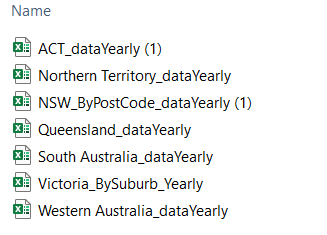 Name
ACT_dataYearly (1)
Northern Territory_dataYearly
NSW_ByPostCode_dataYearly (1)
Queensland_dataYearly
South Australia_dataYearly
Victoria_BySuburb_Yearly
Western Australia_dataYearly